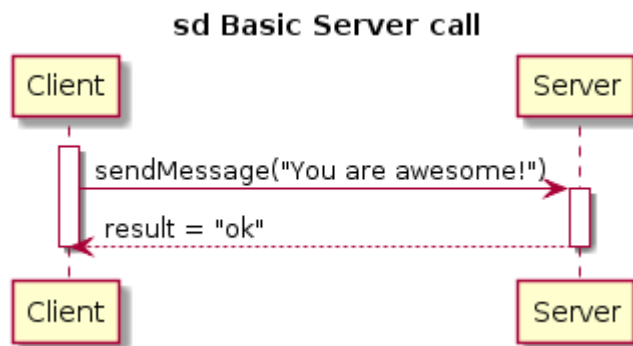 sd Basic Server call
Client
Server
sendMessage("You are awesome!")
result = "ok"
Client
Server